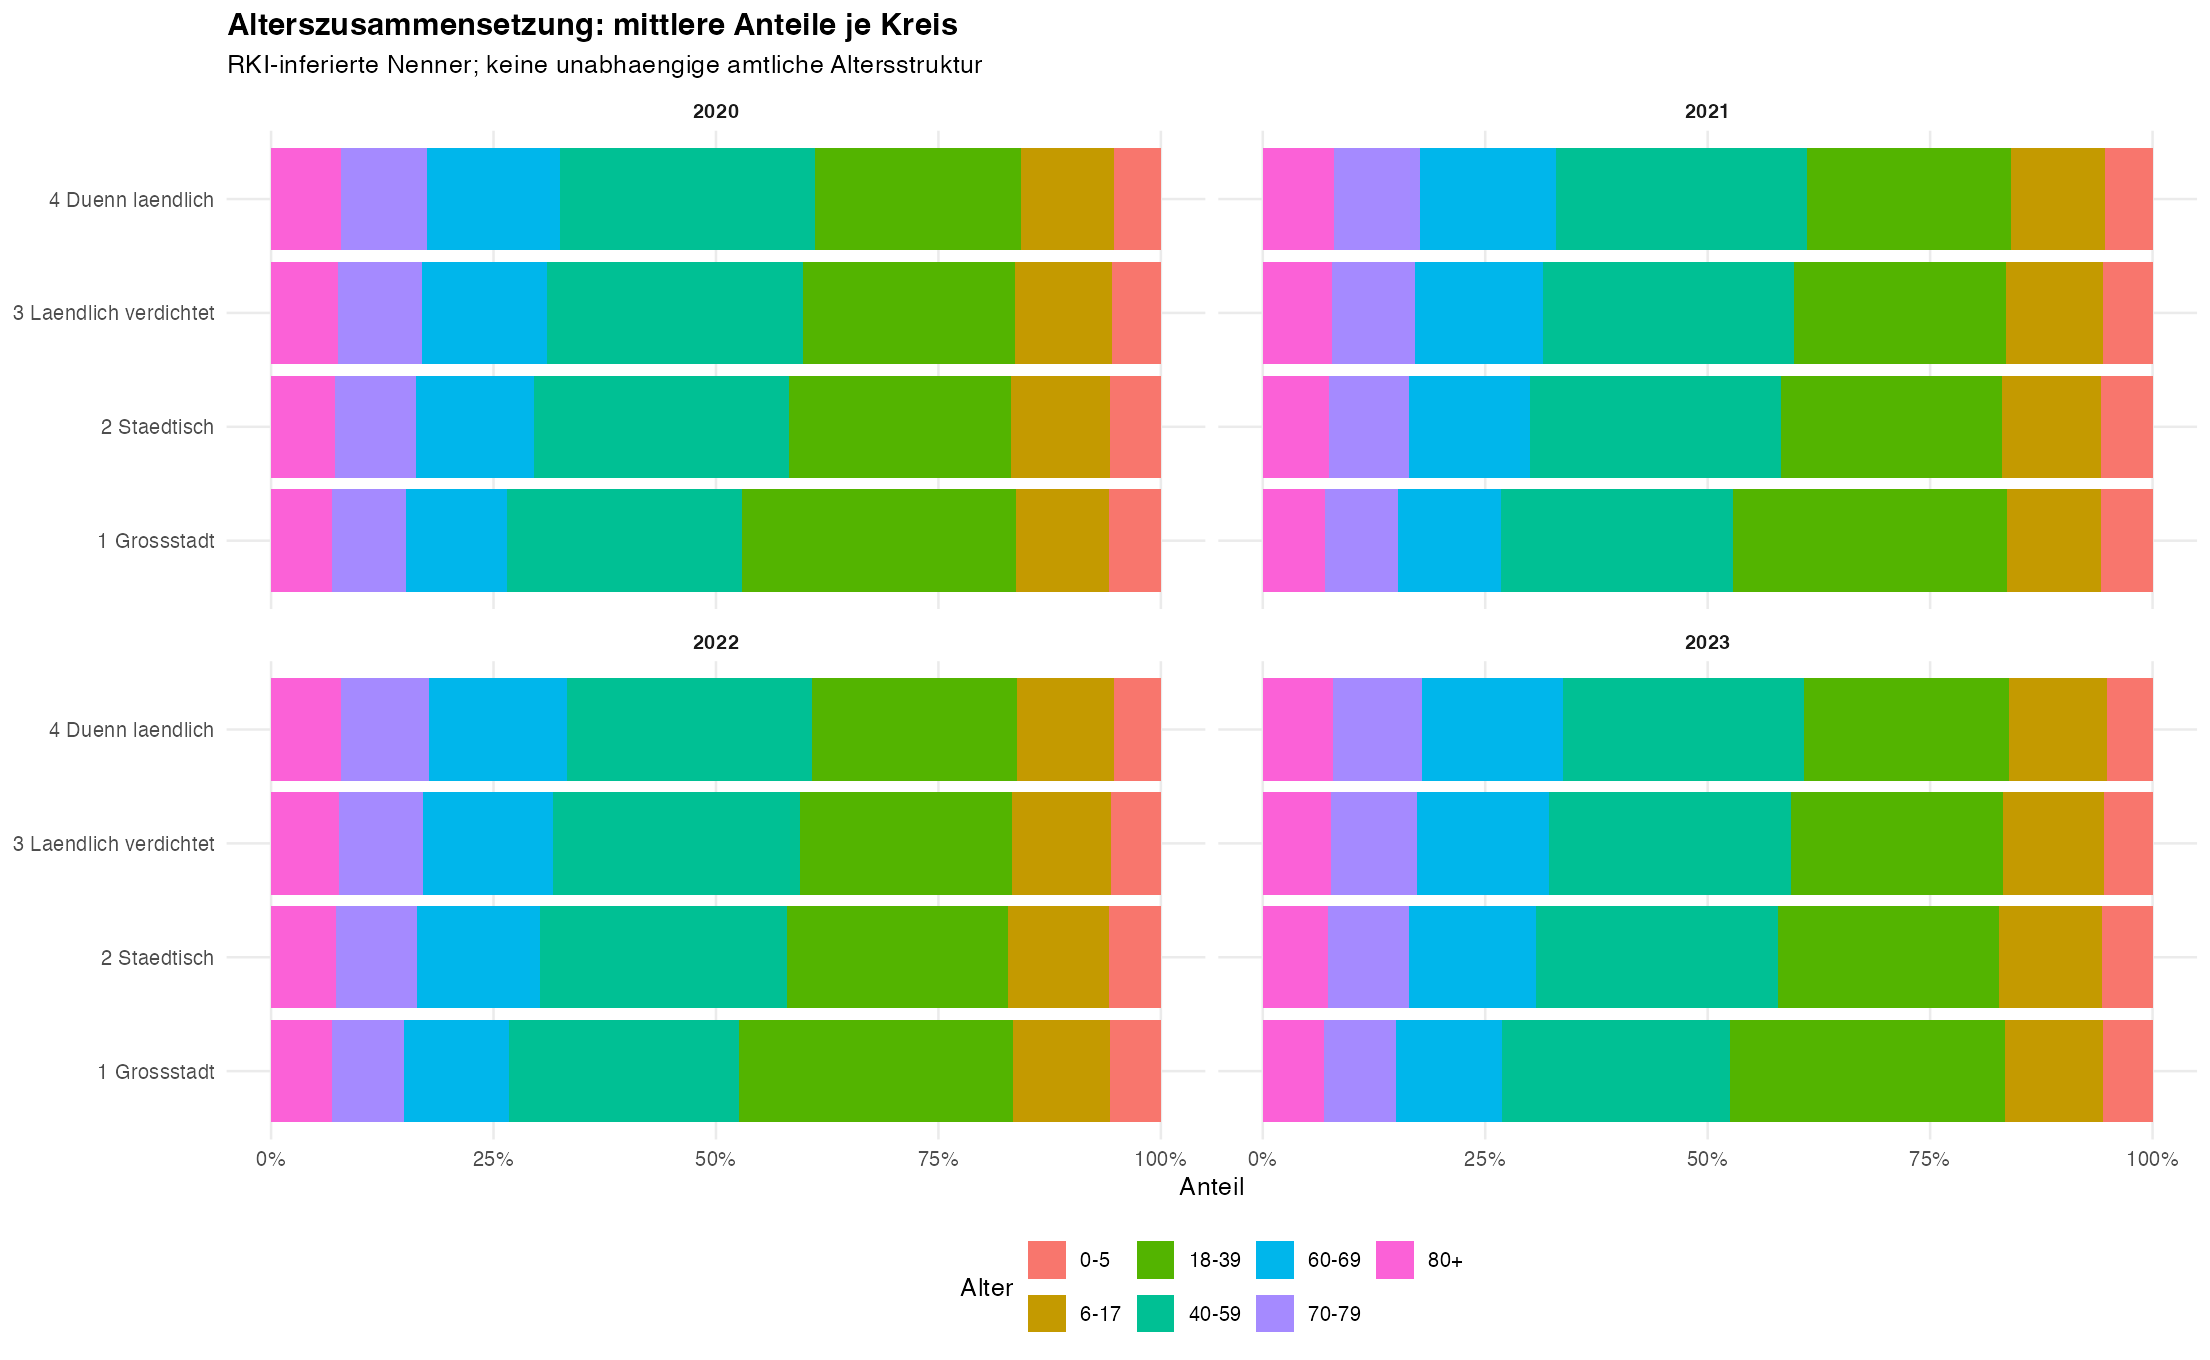 Alterszusammensetzung: mittlere Anteile je Kreis
RKI-inferierte Nenner; keine unabhaengige amtliche Altersstruktur
2020
2021
4 Duenn laendlich
3 Laendlich verdichtet
2 Staedtisch
1 Grossstadt
2022
2023
4 Duenn laendlich
3 Laendlich verdichtet
2 Staedtisch
1 Grossstadt
0% 25% 50% 75% 100% 0% 25% 50% 75% 100%
Anteil
Alter
0-5 18-39 60-69 80+
6-17 40-59 70-79